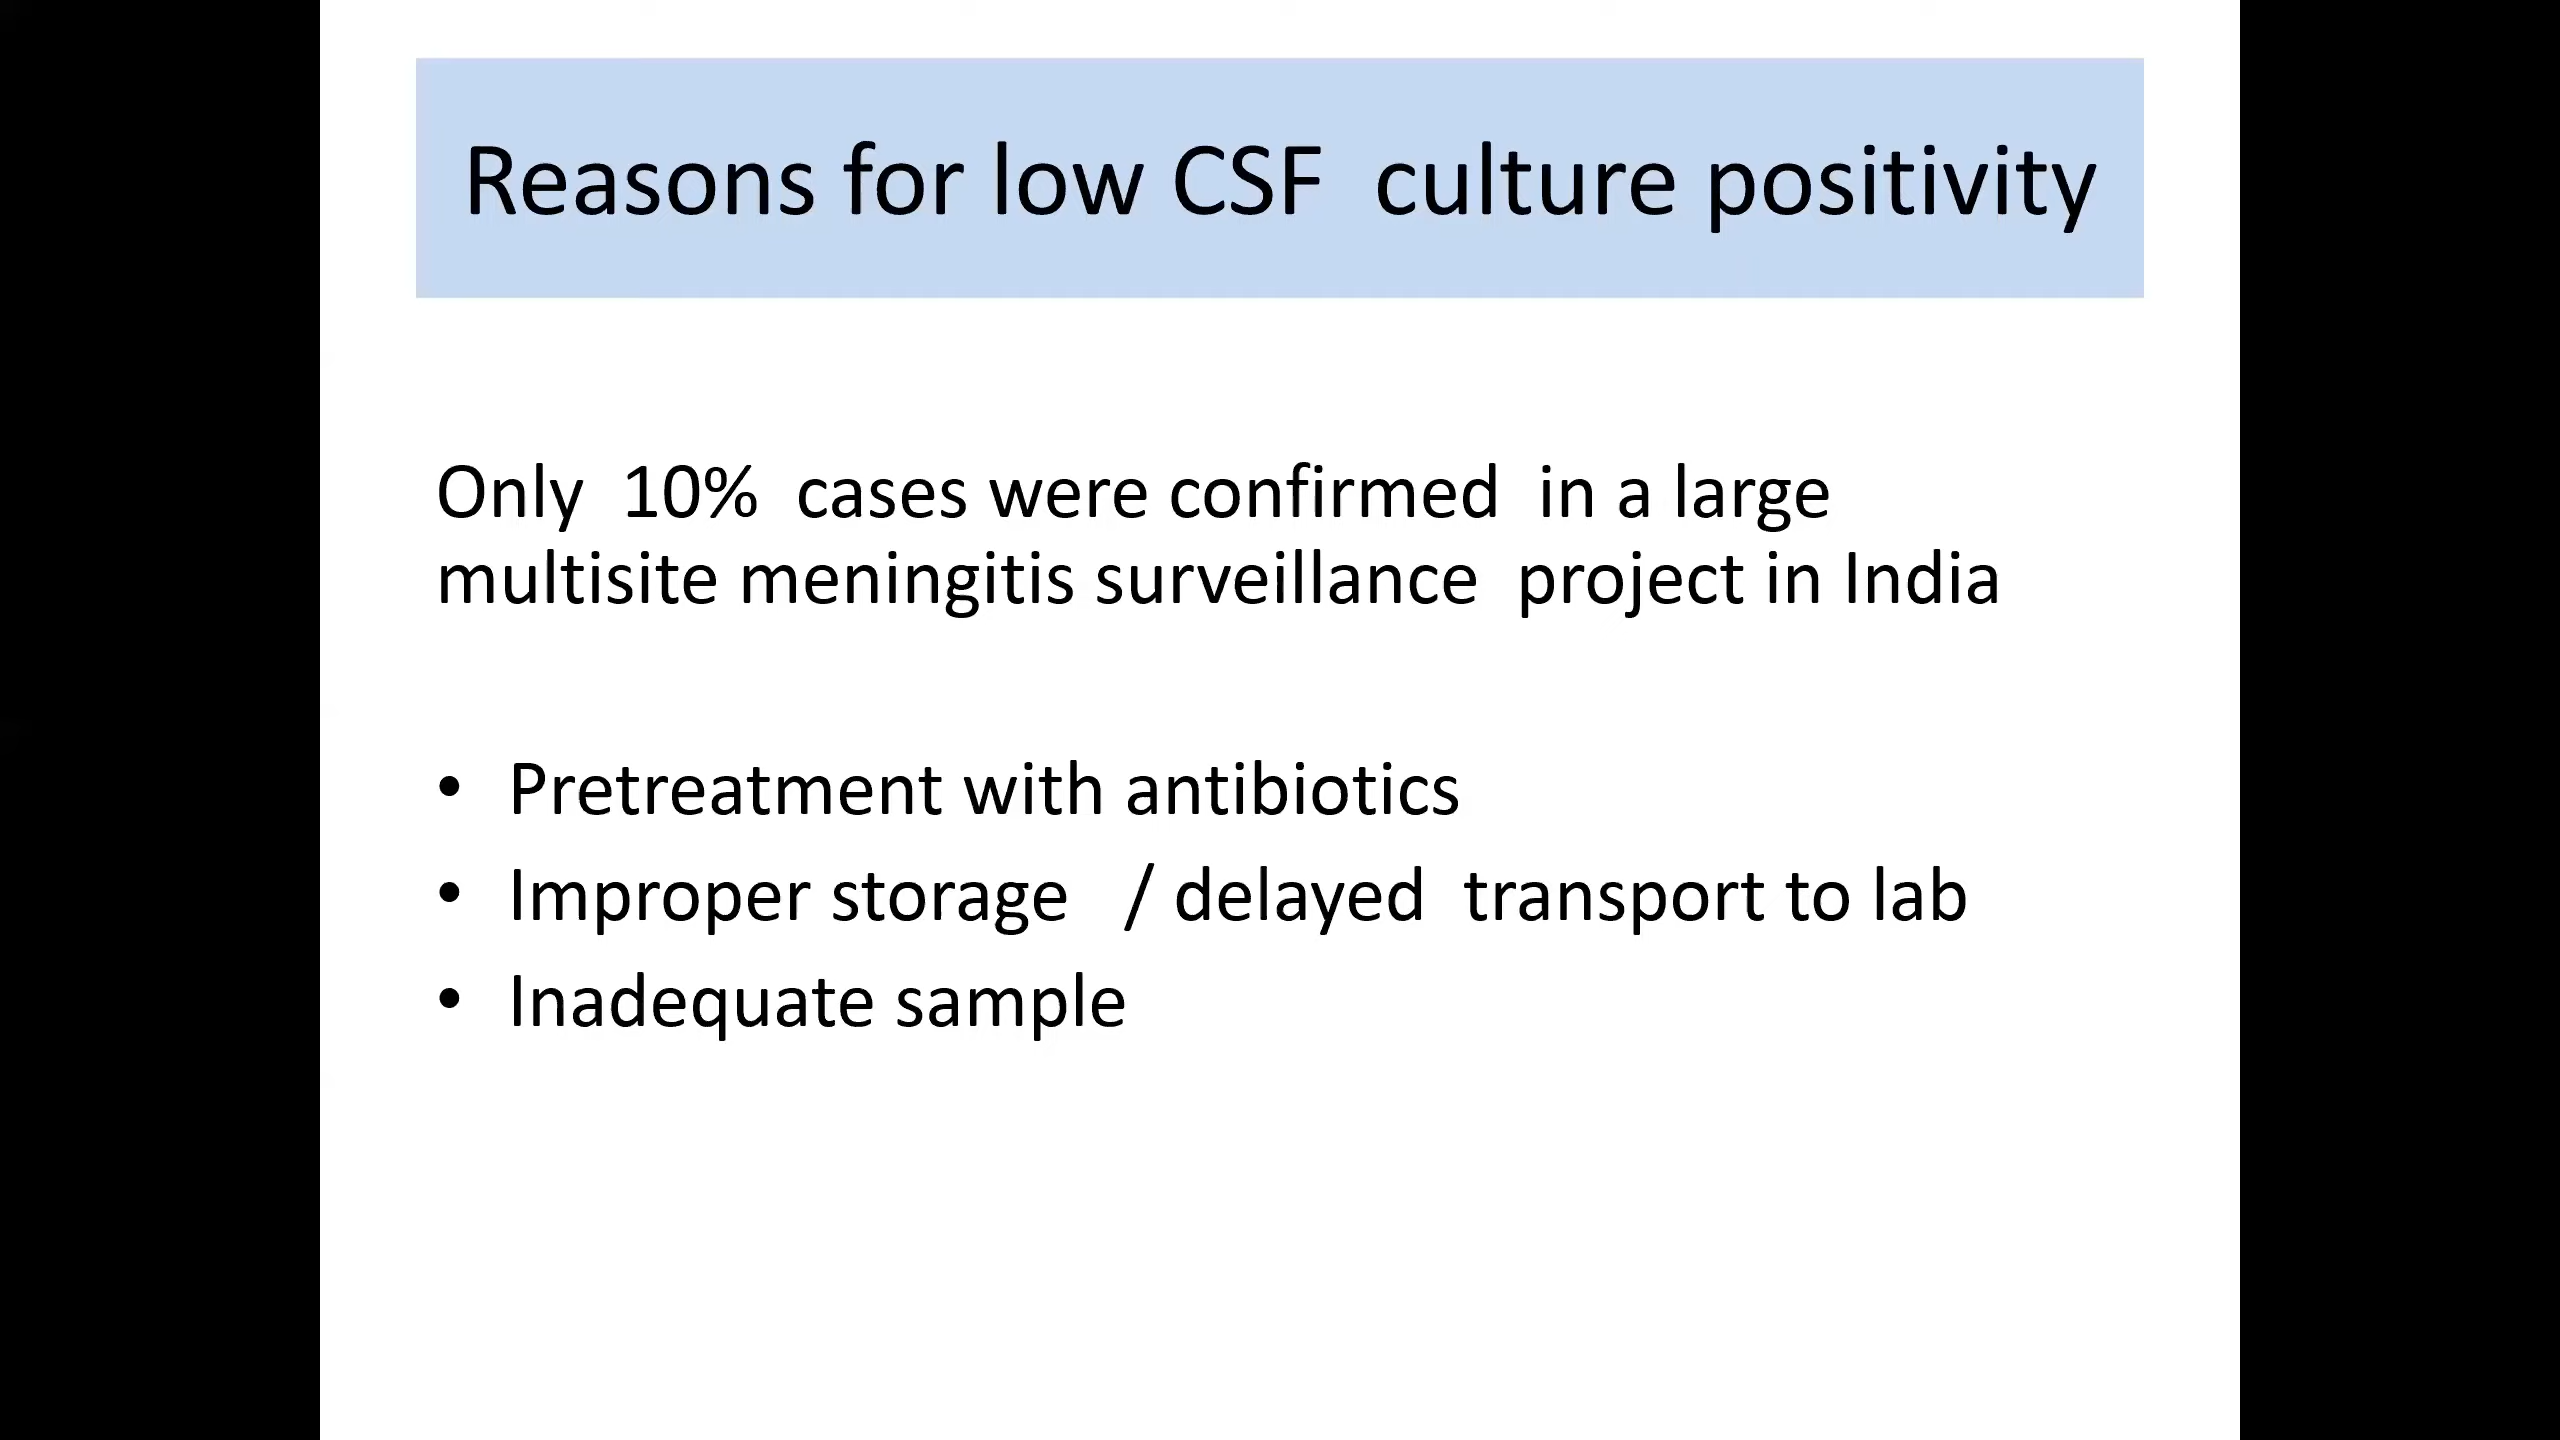 Reasons for low CSF  culture positivity
Only  10%  cases were confirmed  in a large
multisite meningitis surveillance  project in India
• Pretreatment with antibiotics
• Improper storage   / delayed  transport to lab
• Inadequate sample